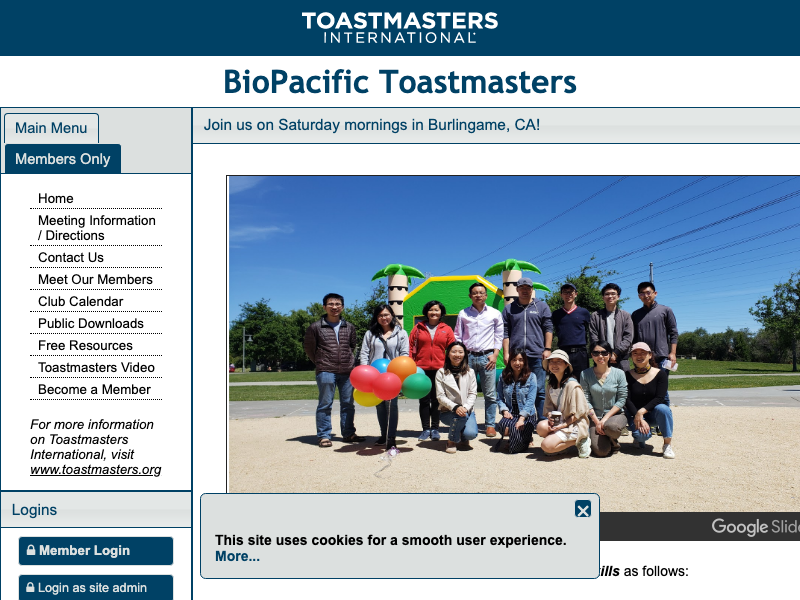 TOASTMASTERS
INTERNATIONAL
BioPacific Toastmasters
Main Menu
Members Only
Home
Meeting Information
/ Directions
Contact Us
Meet Our Members
Club Calendar
Public Downloads
Free Resources
Toastmasters Video
Become a Member
For more information
on Toastmasters
International, visit
www.toastmasters.org
Logins
Member Login
Login as site admin
Join us on Saturday mornings in Burlingame, CA!
Google Slide
This site uses cookies for a smooth user experience.
More...
ills as follows: